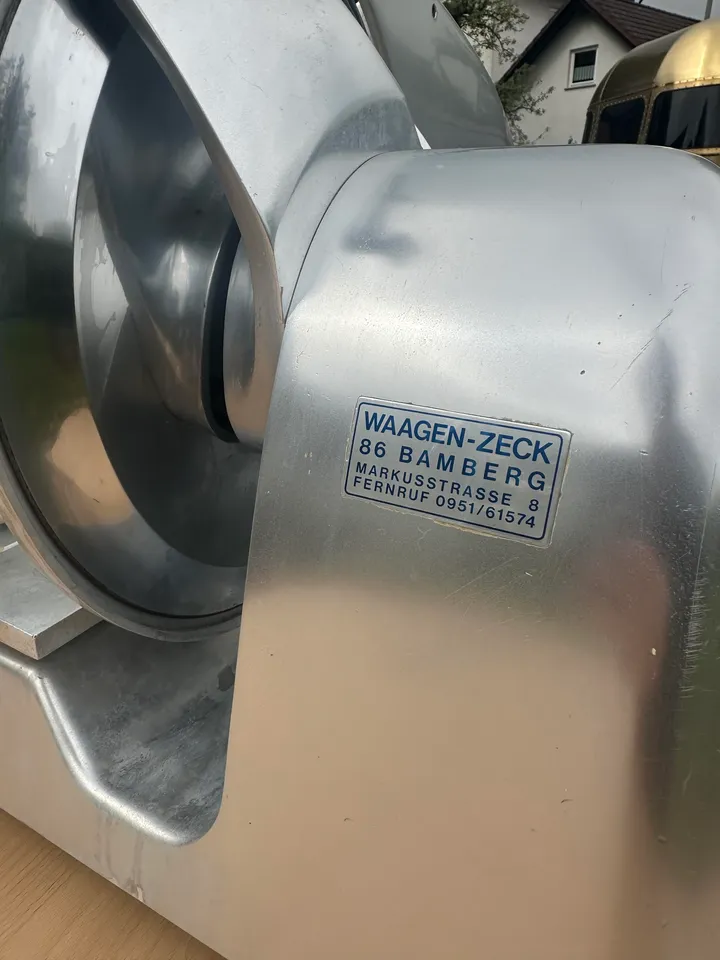 WAAGEN-ZECK
86 BAMBERG
MARKUSSTRASSE 8
FERNRUF 0951/61574